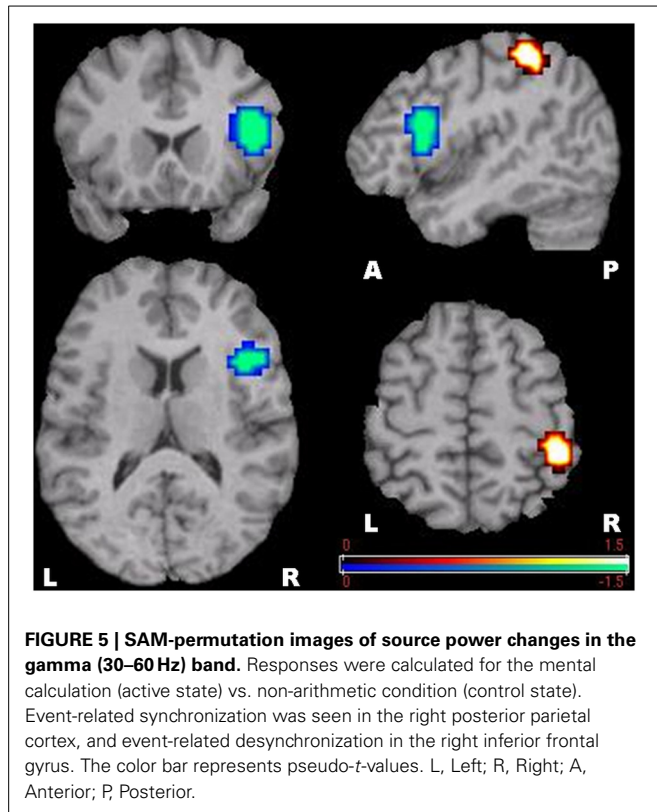 A P
L R
L R
0 1.5
0 -1.5
FIGURE 5 | SAM-permutation images of source power changes in the
gamma (30–60 Hz) band. Responses were calculated for the mental
calculation (active state) vs. non-arithmetic condition (control state).
Event-related synchronization was seen in the right posterior parietal
cortex, and event-related desynchronization in the right inferior frontal
gyrus. The color bar represents pseudo-t-values. L, Left; R, Right; A,
Anterior; P, Posterior.